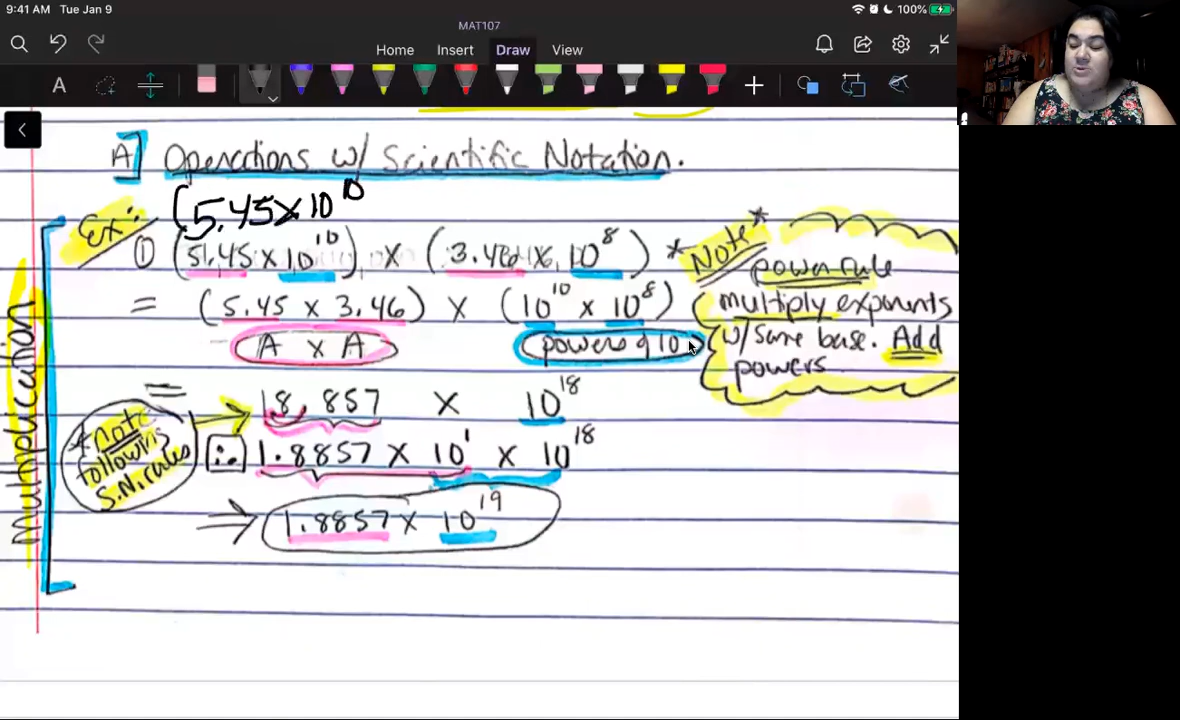 9:41 AM Tue Jan 9
100%
MAT107
Home Insert Draw View
A] Operations w/ Scientific Notation.
Ex: (5.45 x 10^10
① (5.45 x 10^10) x (3.46 x 10^8) * Note *
= (5.45 x 3.46) x (10^10 x 10^8)
A x A
powers of 10
power rule
multiply exponents
w/ same base. Add
powers
= 18.857 x 10^18
* note following S.N. rules
∴ 1.8857 x 10^1 x 10^18
⇒ 1.8857 x 10^19
Multiplication